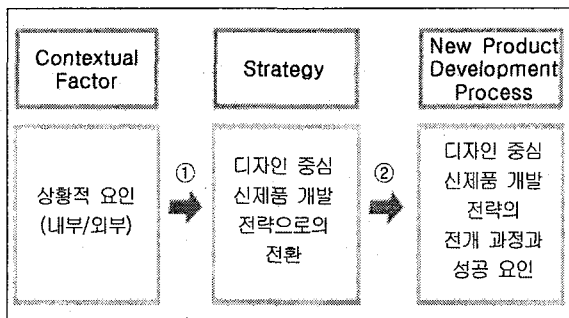 Contextual
Factor
Strategy
New Product
Development
Process
상황적 요인
(내부/외부)
①
디자인 중심
신제품 개발
전략으로의
전환
②
디자인 중심
신제품 개발
전략의
전개 과정과
성공 요인